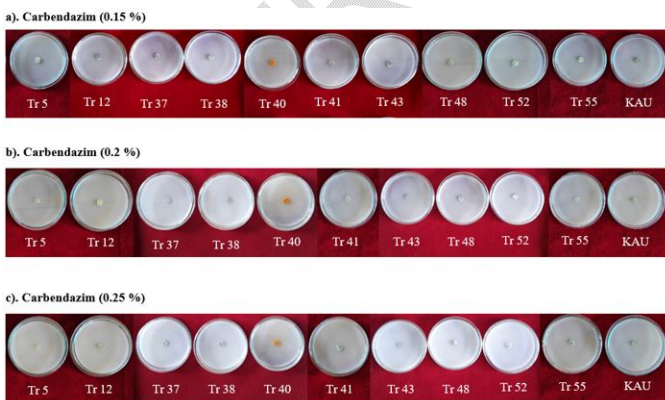 a). Carbendazim (0.15 %)
Tr 5 Tr 12 Tr 37 Tr 38 Tr 40 Tr 41 Tr 43 Tr 48 Tr 52 Tr 55 KAU
b). Carbendazim (0.2 %)
Tr 5 Tr 12 Tr 37 Tr 38 Tr 40 Tr 41 Tr 43 Tr 48 Tr 52 Tr 55 KAU
c). Carbendazim (0.25 %)
Tr 5 Tr 12 Tr 37 Tr 38 Tr 40 Tr 41 Tr 43 Tr 48 Tr 52 Tr 55 KAU